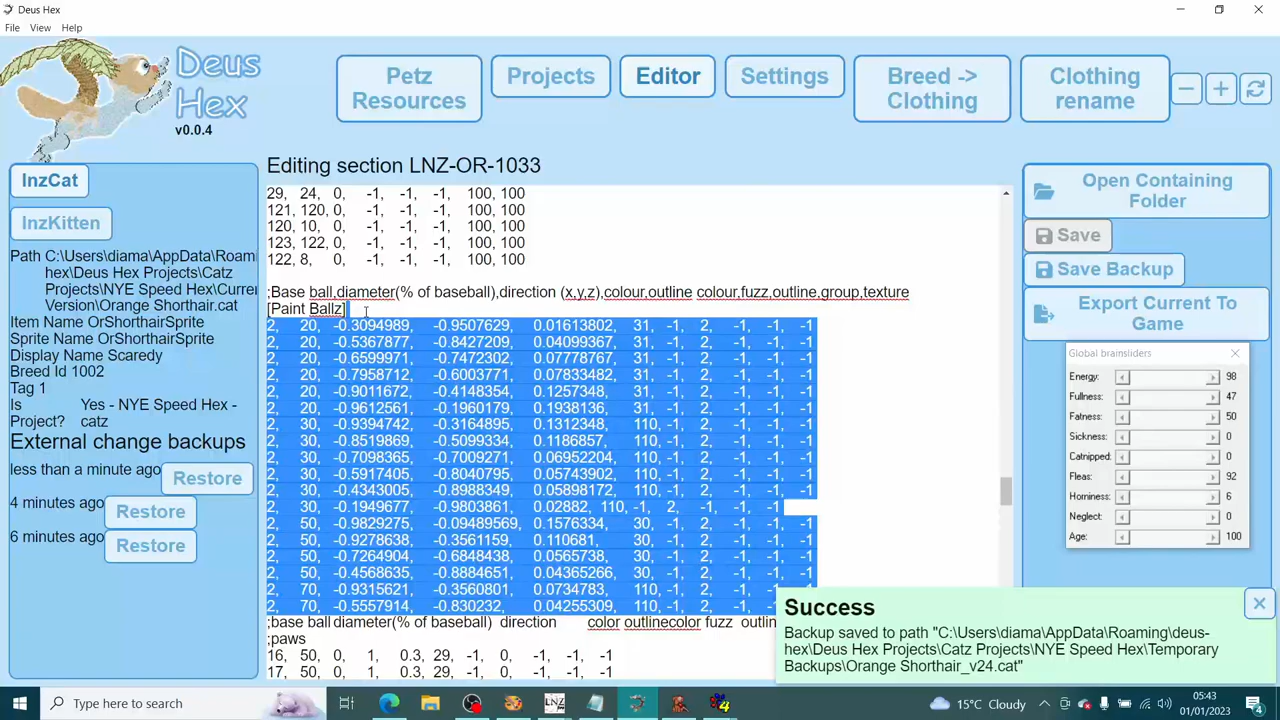 Deus Hex
File View Help
Deus
Hex
v0.0.4
Petz
Resources
Projects
Editor
Settings
Breed ->
Clothing
Clothing
rename
lnzCat
lnzKitten
Path C:\Users\diama\AppData\Roam
hex\Deus Hex Projects\Catz
Projects\NYE Speed Hex\Curren
Version\Orange Shorthair.cat
Item Name OrShorthairSprite
Sprite Name OrShorthairSprite
Display Name Scaredy
Breed Id 1002
Tag 1
Is Yes - NYE Speed Hex -
Project? catz
External change backups
less than a minute ago Restore
4 minutes ago Restore
6 minutes ago Restore
Editing section LNZ-OR-1033
29, 24, 0, -1, -1, -1, 100, 100
121, 120, 0, -1, -1, -1, 100, 100
120, 10, 0, -1, -1, -1, 100, 100
123, 122, 0, -1, -1, -1, 100, 100
122, 8, 0, -1, -1, -1, 100, 100
;Base ball,diameter(% of baseball),direction (x,y,z),colour,outline colour,fuzz,outline,group,texture
[Paint Ballz]
2, 20, -0.3094989, -0.9507629, 0.01613802, 31, -1, 2, -1, -1, -1
2, 20, -0.5367877, -0.8427209, 0.04099367, 31, -1, 2, -1, -1, -1
2, 20, -0.6599971, -0.7472302, 0.07778767, 31, -1, 2, -1, -1, -1
2, 20, -0.7958712, -0.6003771, 0.07833482, 31, -1, 2, -1, -1, -1
2, 20, -0.9011672, -0.4148354, 0.1257348, 31, -1, 2, -1, -1, -1
2, 20, -0.9612561, -0.1960179, 0.1938136, 31, -1, 2, -1, -1, -1
2, 30, -0.9394742, -0.3164895, 0.1312348, 110, -1, 2, -1, -1, -1
2, 30, -0.8519869, -0.5099334, 0.1186857, 110, -1, 2, -1, -1, -1
2, 30, -0.7098365, -0.7009271, 0.06952204, 110, -1, 2, -1, -1, -1
2, 30, -0.5917405, -0.8040795, 0.05743902, 110, -1, 2, -1, -1, -1
2, 30, -0.4343005, -0.8988349, 0.05898172, 110, -1, 2, -1, -1, -1
2, 30, -0.1949677, -0.9803861, 0.02882, 110, -1, 2, -1, -1, -1
2, 50, -0.9829275, -0.09489569, 0.1576334, 30, -1, 2, -1, -1, -1
2, 50, -0.9278638, -0.3561159, 0.110681, 30, -1, 2, -1, -1, -1
2, 50, -0.7264904, -0.6848438, 0.0565738, 30, -1, 2, -1, -1, -1
2, 50, -0.4568635, -0.8884651, 0.04365266, 30, -1, 2, -1, -1, -1
2, 70, -0.9315621, -0.3560801, 0.0734783, 110, -1, 2, -1, -1, -1
2, 70, -0.5557914, -0.830232, 0.04255309, 110, -1, 2, -1, -1
;base ball diameter(% of baseball) direction color outlinecolor fuzz outlin
;paws
16, 50, 0, 1, 0.3, 29, -1, 0, -1, -1, -1
17, 50, 0, 1, 0.3, 29, -1, 0, -1, -1, -1
Open Containing
Folder
Save
Save Backup
Export Current To
Game
Global brainsliders
Energy: 98
Fullness: 47
Fatness: 50
Sickness: 0
Catnipped: 0
Fleas: 92
Horniness: 6
Neglect: 0
Age: 100
Success
Backup saved to path "C:\Users\diama\AppData\Roaming\deus-
hex\Deus Hex Projects\Catz Projects\NYE Speed Hex\Temporary
Backups\Orange Shorthair_v24.cat"
Type here to search
LNZ
4
15°C Cloudy
05:43
01/01/2023
4